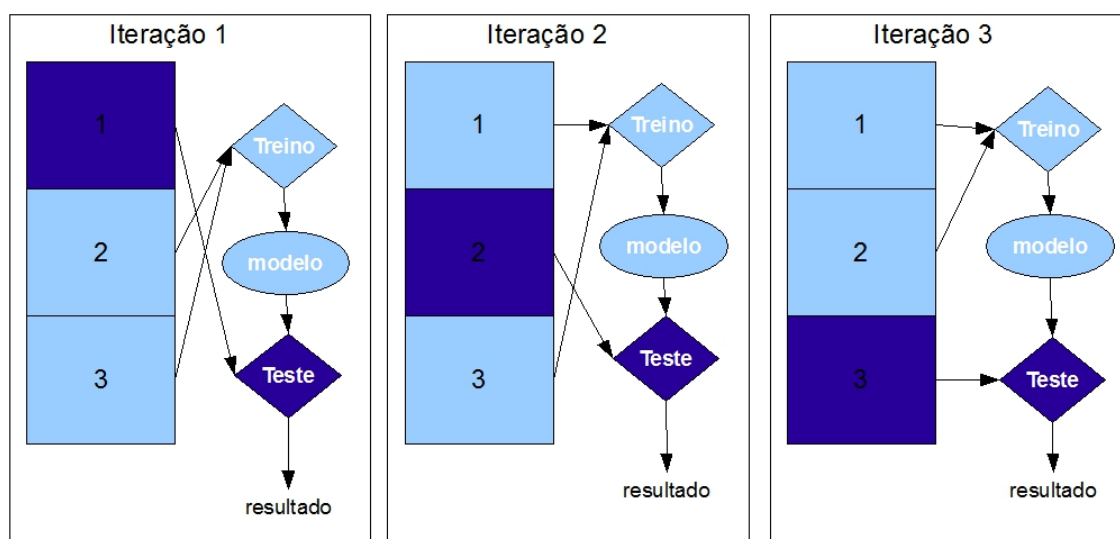 Iteração 1
1
2
3
Treino
modelo
Teste
resultado
Iteração 2
1
2
3
Treino
modelo
Teste
resultado
Iteração 3
1
2
3
Treino
modelo
Teste
resultado